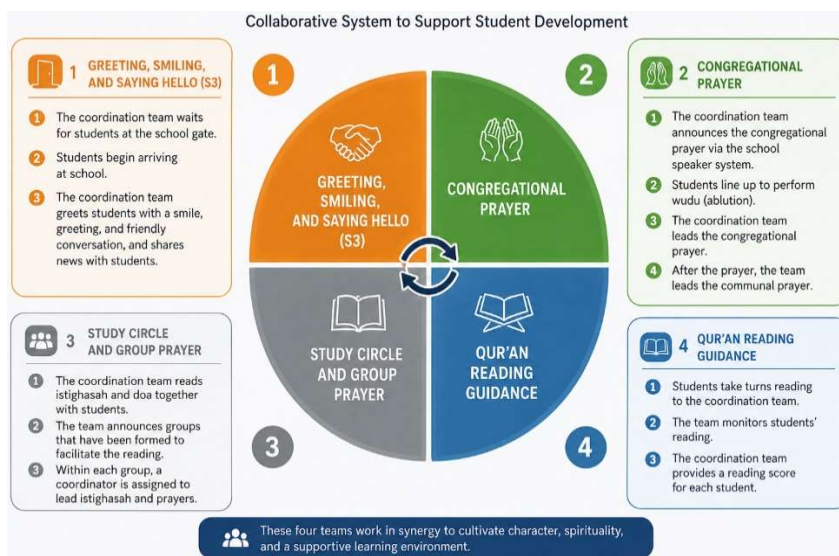 Collaborative System to Support Student Development
1 GREETING, SMILING,
AND SAYING HELLO (S3)
1 The coordination team waits
for students at the school gate.
2 Students begin arriving
at school.
3 The coordination team
greets students with a smile,
greeting, and friendly
conversation, and shares
news with students.
1
GREETING,
SMILING,
AND SAYING HELLO
(S3)
2
CONGREGATIONAL
PRAYER
2 CONGREGATIONAL
PRAYER
1 The coordination team
announces the congregational
prayer via the school
speaker system.
2 Students line up to perform
wudu (ablution).
3 The coordination team
leads the congregational
prayer.
4 After the prayer, the team
leads the communal prayer.
3 STUDY CIRCLE
AND GROUP PRAYER
1 The coordination team reads
istighasah and doa together
with students.
2 The team announces groups
that have been formed to
facilitate the reading.
3 Within each group, a
coordinator is assigned to
lead istighasah and prayers.
STUDY CIRCLE
AND GROUP
PRAYER
3
QUR'AN
READING
GUIDANCE
4
4 QUR'AN READING
GUIDANCE
1 Students take turns reading
to the coordination team.
2 The team monitors students'
reading.
3 The coordination team
provides a reading score
for each student.
These four teams work in synergy to cultivate character, spirituality,
and a supportive learning environment.